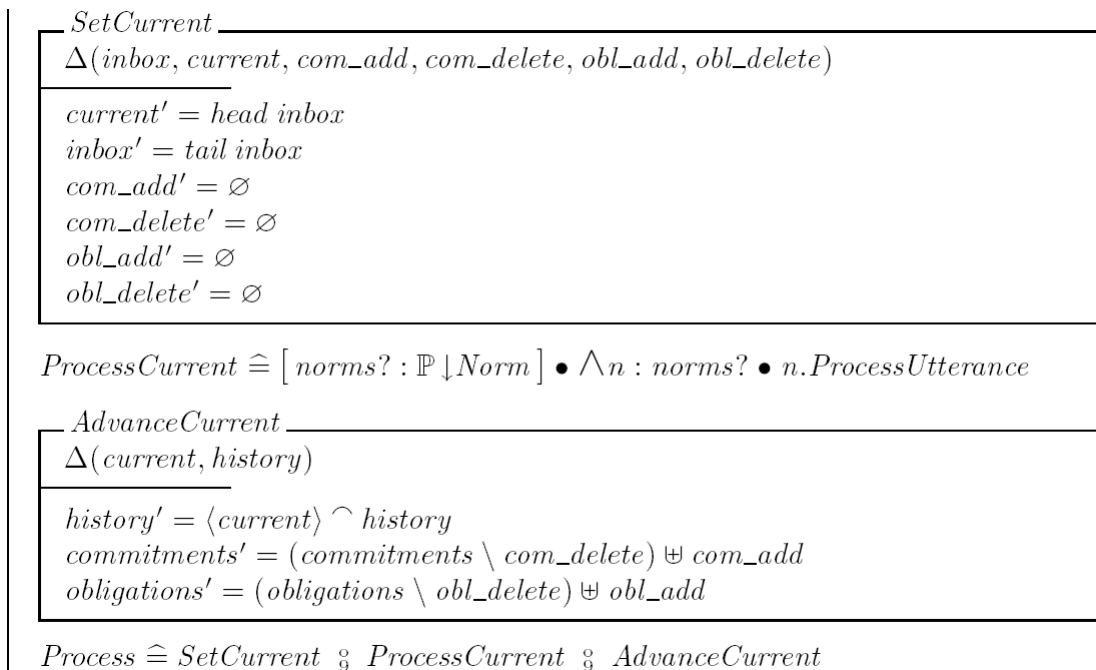 SetCurrent
Δ(inbox, current, com_add, com_delete, obl_add, obl_delete)
current′ = head inbox
inbox′ = tail inbox
com_add′ = ∅
com_delete′ = ∅
obl_add′ = ∅
obl_delete′ = ∅
ProcessCurrent ≙ [ norms? : ℙ ↓Norm ] • ⋀n : norms? • n.ProcessUtterance
AdvanceCurrent
Δ(current, history)
history′ = ⟨current⟩ ⌢ history
commitments′ = (commitments \ com_delete) ⊎ com_add
obligations′ = (obligations \ obl_delete) ⊎ obl_add
Process ≙ SetCurrent ⨟ ProcessCurrent ⨟ AdvanceCurrent